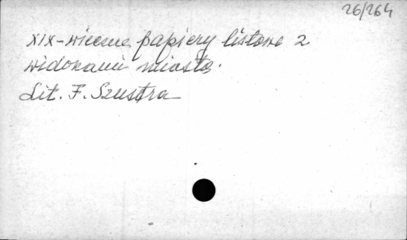 26/264
XIX-wieczne papiery listowe z
widokami miasta.
Lit. F. Szustra